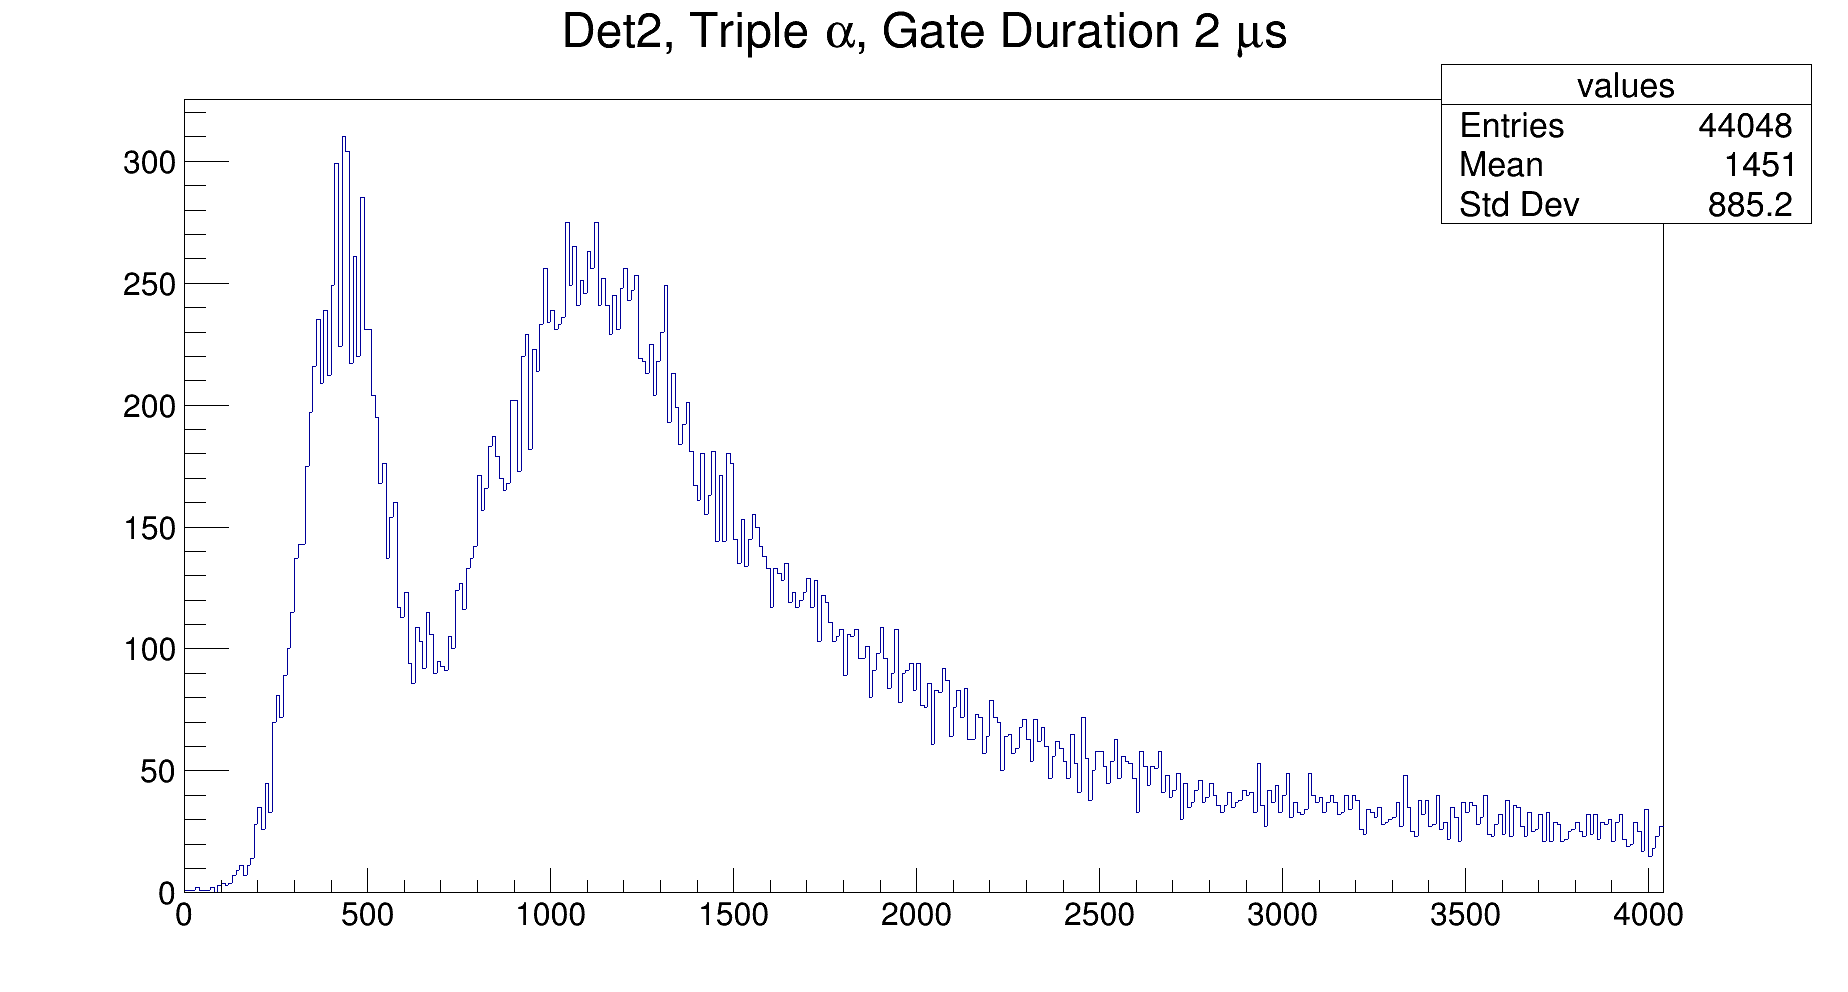 Det2, Triple α, Gate Duration 2 μs
values
Entries 44048
Mean 1451
Std Dev 885.2
300
250
200
150
100
50
0
0 500 1000 1500 2000 2500 3000 3500 4000